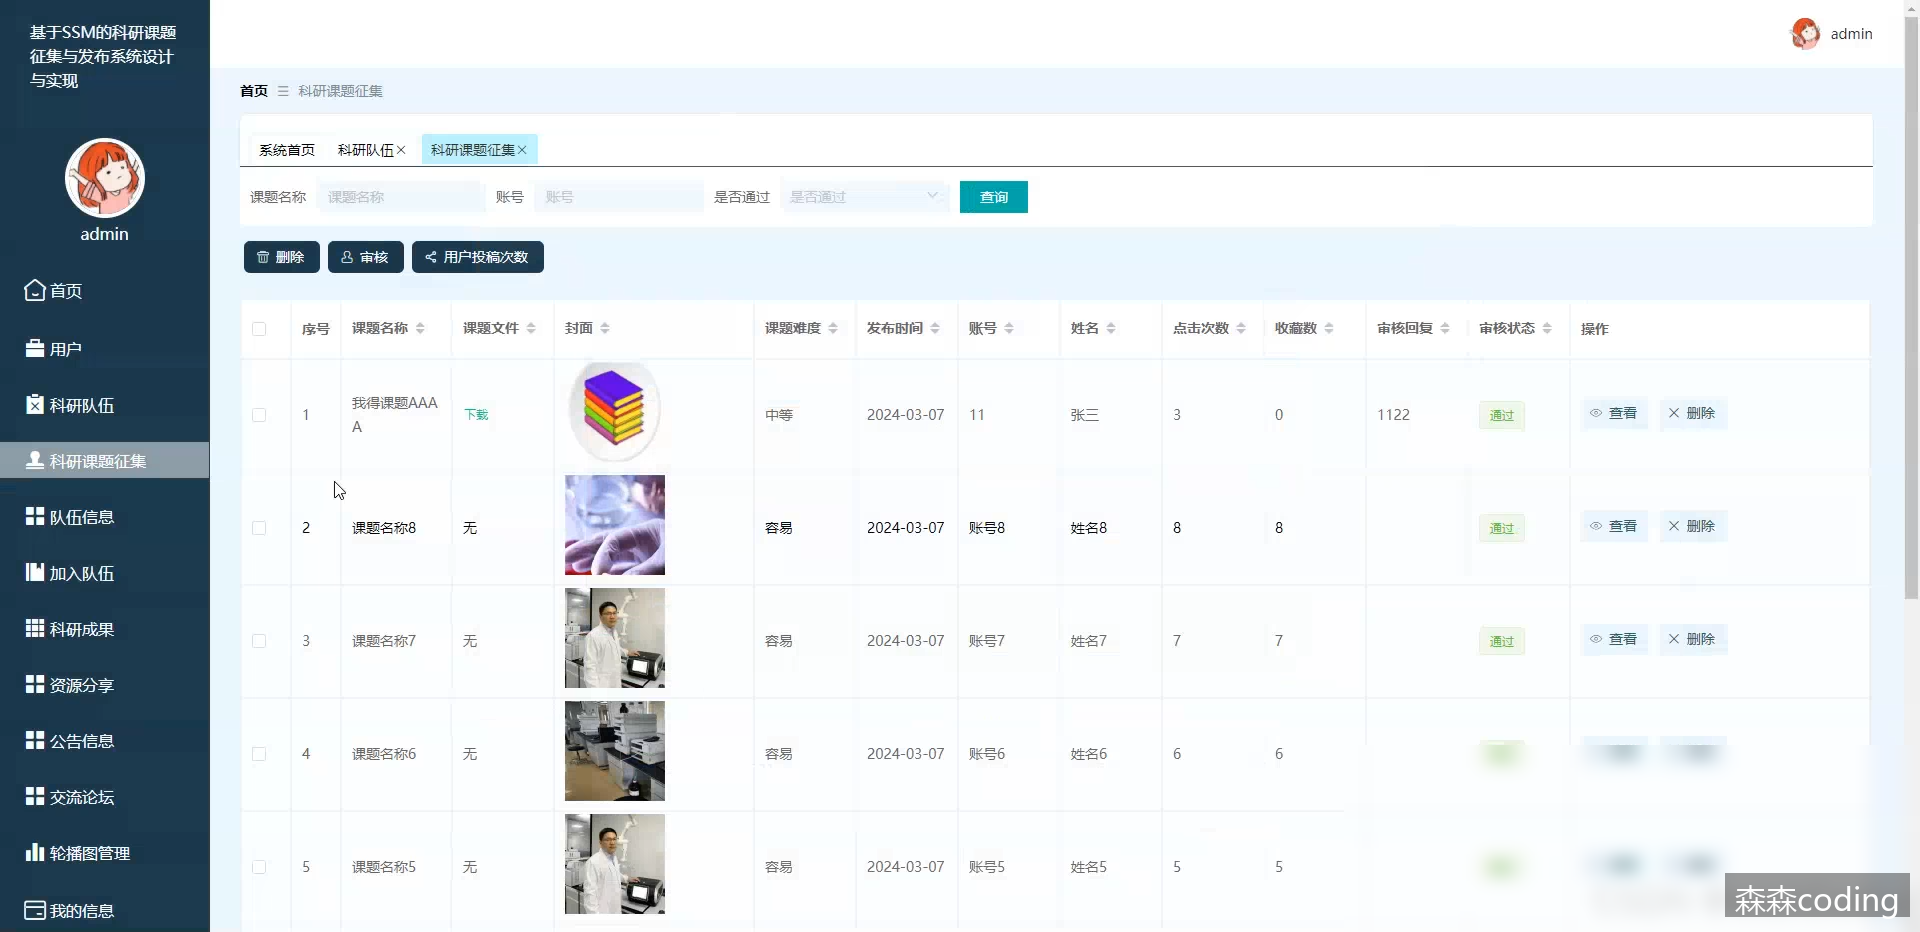 基于SSM的科研课题
征集与发布系统设计
与实现
admin
admin
首页
用户
科研队伍
科研课题征集
队伍信息
加入队伍
科研成果
资源分享
公告信息
交流论坛
轮播图管理
我的信息
首页 科研课题征集
系统首页 科研队伍 科研课题征集
课题名称 课题名称 账号 账号 是否通过 是否通过 查询
删除 审核 用户投稿次数
序号 课题名称 课题文件 封面 课题难度 发布时间 账号 姓名 点击次数 收藏数 审核回复 审核状态 操作
1 我得课题AAA 下载 中等 2024-03-07 11 张三 3 0 1122 通过 查看 删除
A
2 课题名称8 无 容易 2024-03-07 账号8 姓名8 8 8 通过 查看 删除
3 课题名称7 无 容易 2024-03-07 账号7 姓名7 7 7 通过 查看 删除
4 课题名称6 无 容易 2024-03-07 账号6 姓名6 6 6
5 课题名称5 无 容易 2024-03-07 账号5 姓名5 5 5
森森coding